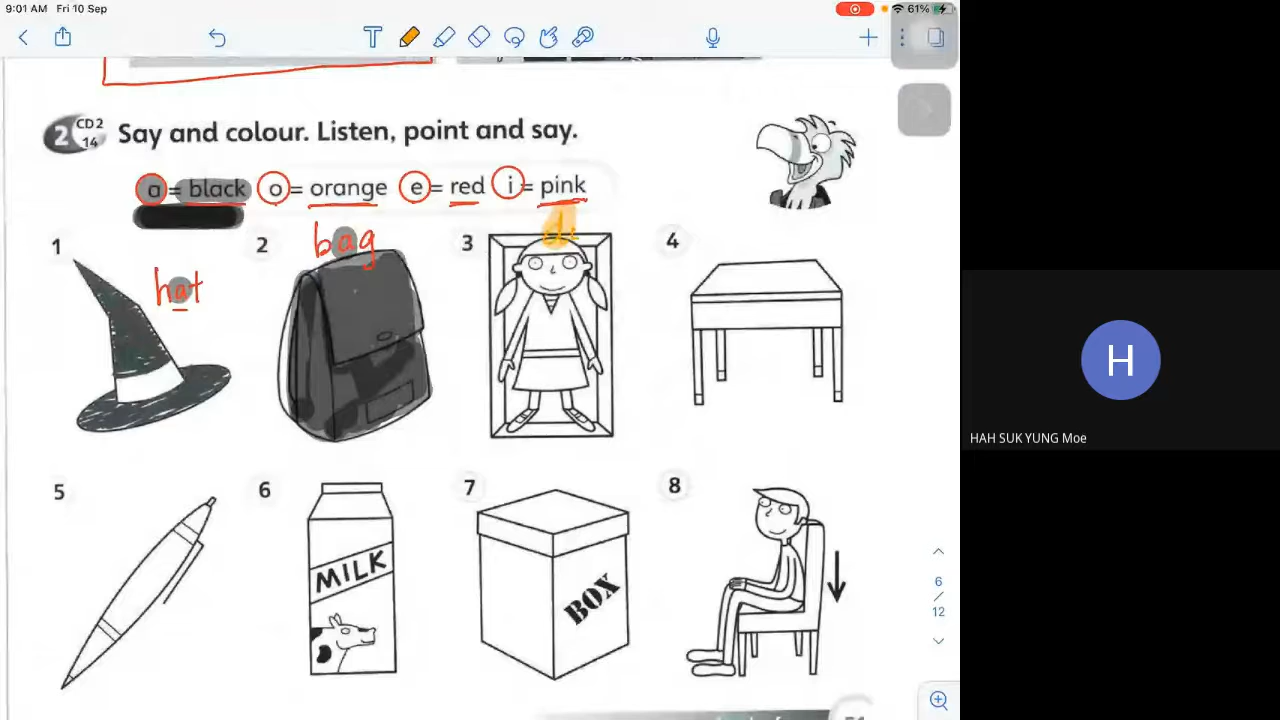 9:01 AM Fri 10 Sep
61%
2 CD2 14 Say and colour. Listen, point and say.
a = black o = orange e = red i = pink
1 hat
2 bag
3
4
5
6 MILK
7 BOX
8
6
/
12
H
HAH SUK YUNG Moe